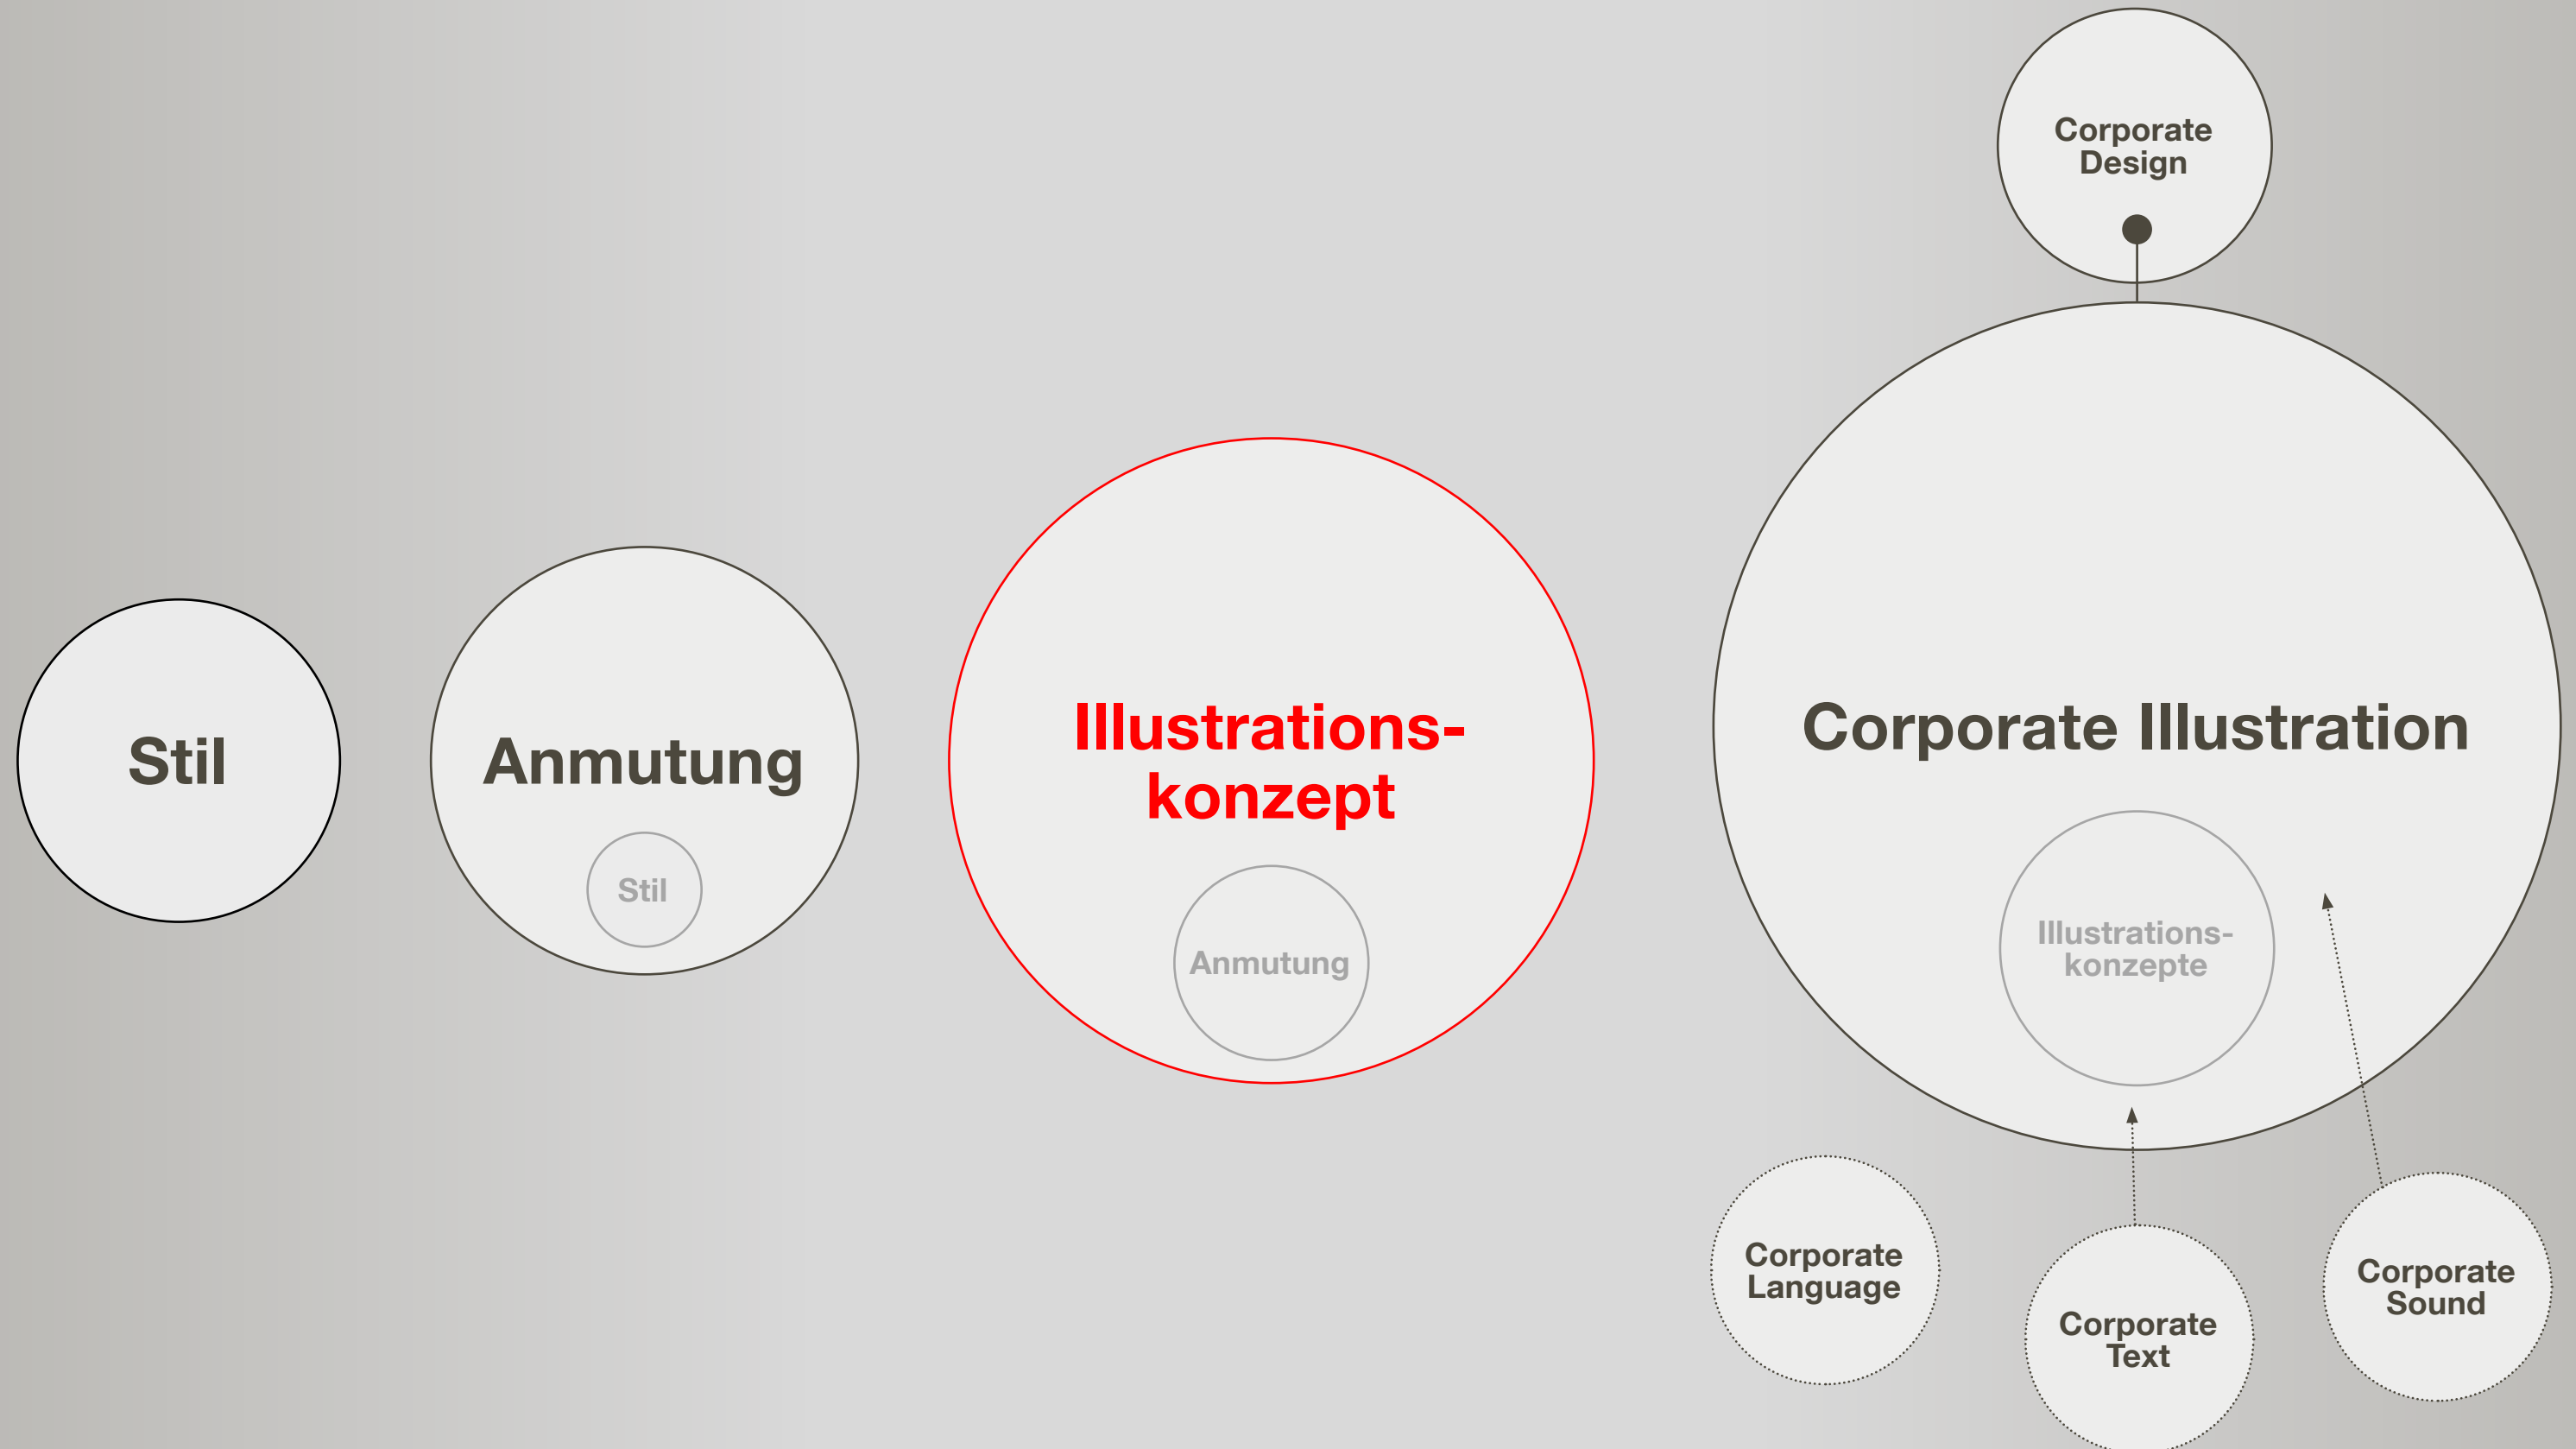 Stil
Anmutung
Stil
Illustrations-
konzept
Anmutung
Corporate
Design
Corporate Illustration
Illustrations-
konzepte
Corporate
Language
Corporate
Text
Corporate
Sound